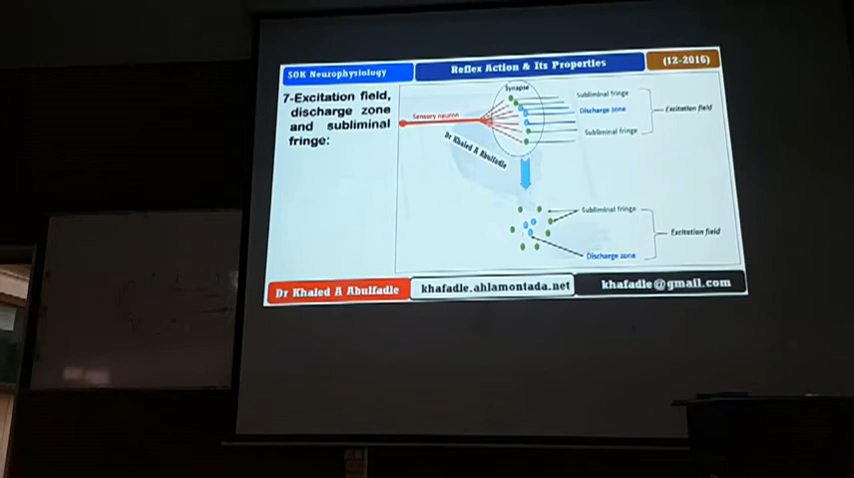 SOK Neurophysiology
Reflex Action & Its Properties
(12-2016)
7-Excitation field,
discharge zone
and subliminal
fringe:
Synapse
Sensory neuron
Subliminal fringe
Discharge zone
Excitation field
Subliminal fringe
Dr Khaled A Abulfadle
Subliminal fringe
Excitation field
Discharge zone
Dr Khaled A Abulfadle
khafadle.ahlamontada.net
khafadle@gmail.com